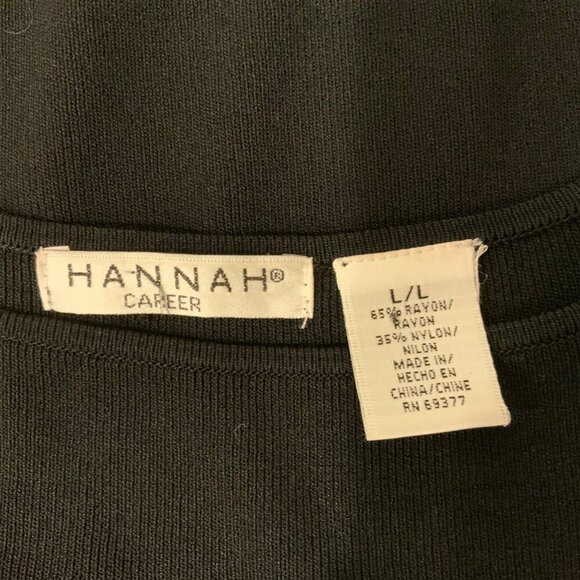 HANNAH®
CAREER
L/L
65% RAYON/
RAYON
35% NYLON/
NILON
MADE IN/
HECHO EN
CHINA/CHINE
RN 69377